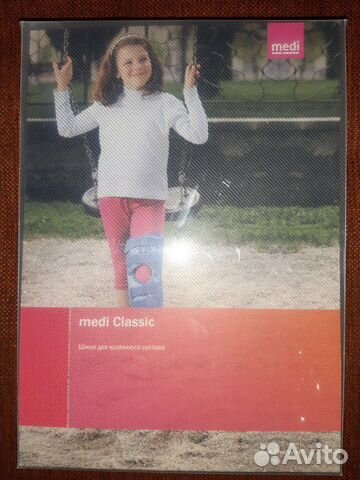 medi
medi Classic
Шина для коленного сустава
Avito